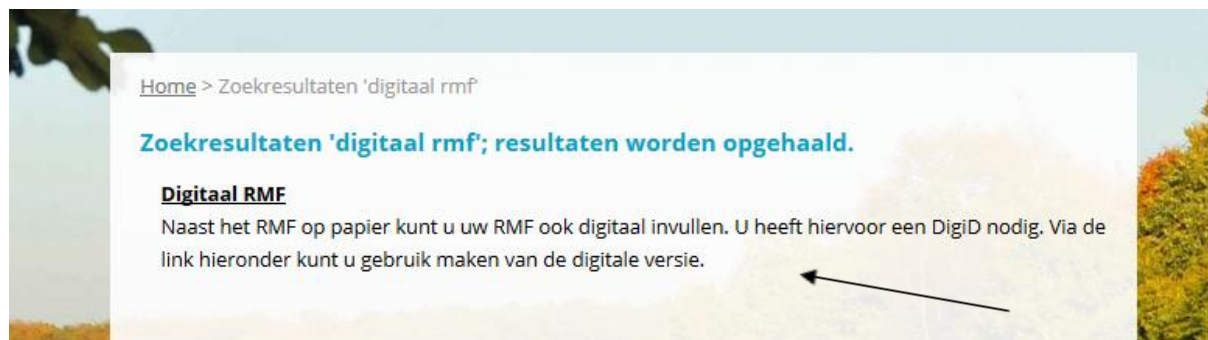 Home > Zoekresultaten 'digitaal rmf'
Zoekresultaten 'digitaal rmf'; resultaten worden opgehaald.
Digitaal RMF
Naast het RMF op papier kunt u uw RMF ook digitaal invullen. U heeft hiervoor een DigiD nodig. Via de
link hieronder kunt u gebruik maken van de digitale versie.